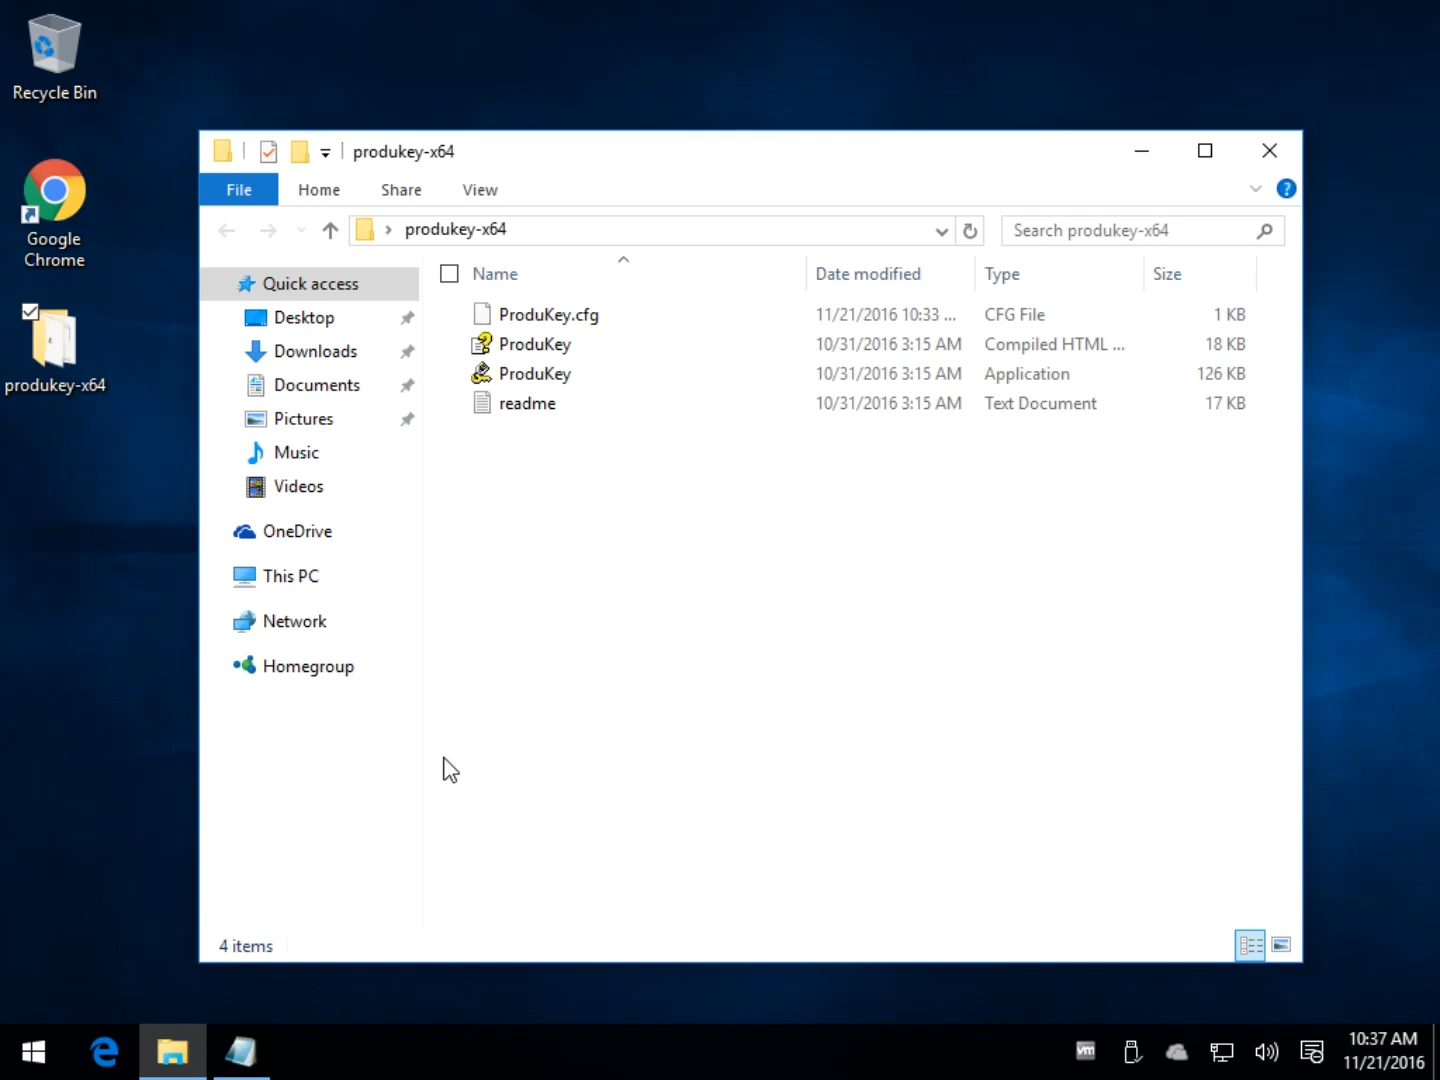 Recycle Bin
Google
Chrome
produkey-x64
produkey-x64
File Home Share View
?
produkey-x64
Search produkey-x64
Quick access
Desktop
Downloads
Documents
Pictures
Music
Videos
OneDrive
This PC
Network
Homegroup
Name Date modified Type Size
ProduKey.cfg 11/21/2016 10:33 ... CFG File 1 KB
ProduKey 10/31/2016 3:15 AM Compiled HTML ... 18 KB
ProduKey 10/31/2016 3:15 AM Application 126 KB
readme 10/31/2016 3:15 AM Text Document 17 KB
4 items
vm
10:37 AM
11/21/2016